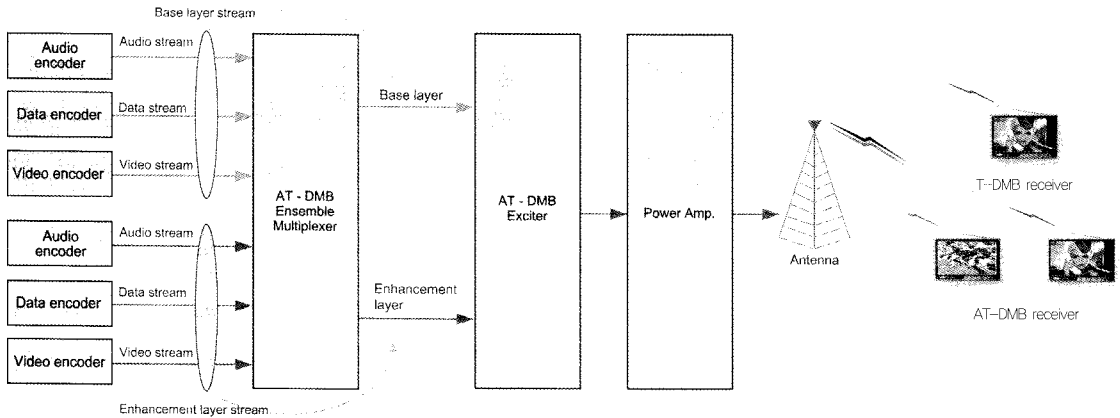 Base layer stream
Audio
encoder
Audio stream
Data encoder
Data stream
Video encoder
Video stream
Audio
encoder
Audio stream
Data encoder
Data stream
Video encoder
Video stream
Enhancement layer stream
AT - DMB
Ensemble
Multiplexer
Base layer
Enhancement
layer
AT - DMB
Exciter
Power Amp.
Antenna
T-DMB receiver
AT-DMB receiver